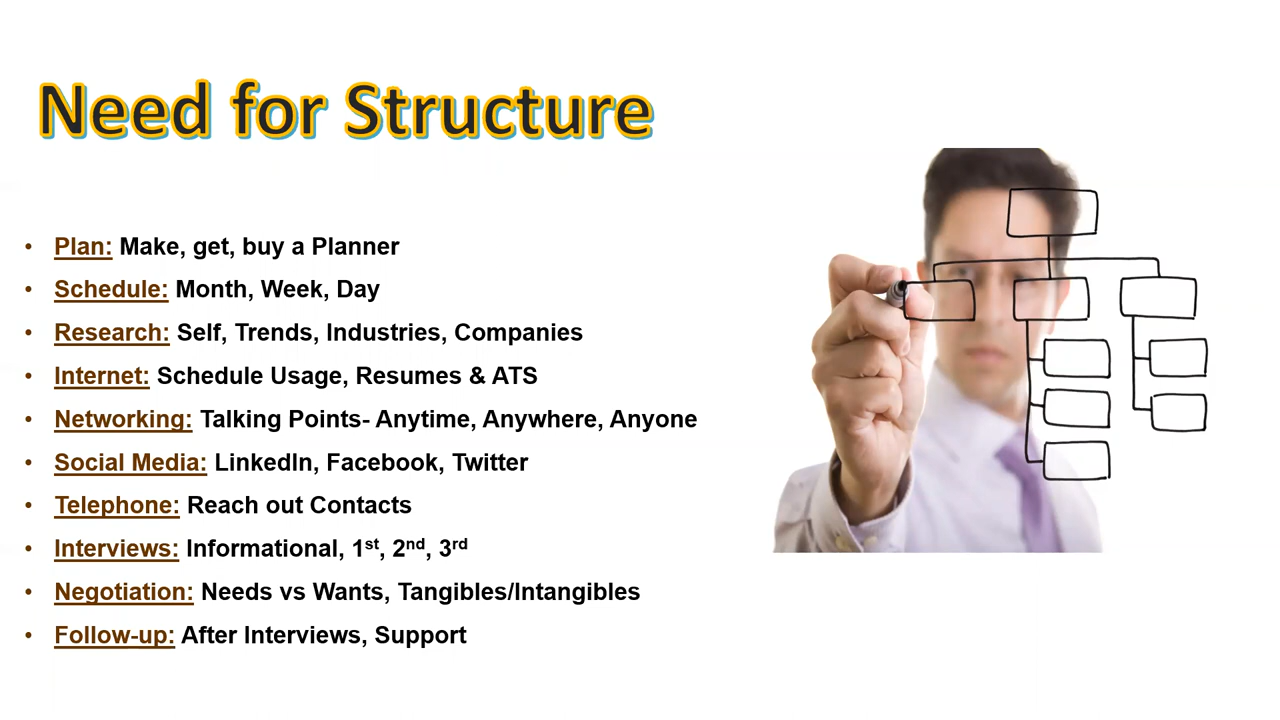 Need for Structure
• Plan: Make, get, buy a Planner
• Schedule: Month, Week, Day
• Research: Self, Trends, Industries, Companies
• Internet: Schedule Usage, Resumes & ATS
• Networking: Talking Points- Anytime, Anywhere, Anyone
• Social Media: LinkedIn, Facebook, Twitter
• Telephone: Reach out Contacts
• Interviews: Informational, 1st, 2nd, 3rd
• Negotiation: Needs vs Wants, Tangibles/Intangibles
• Follow-up: After Interviews, Support